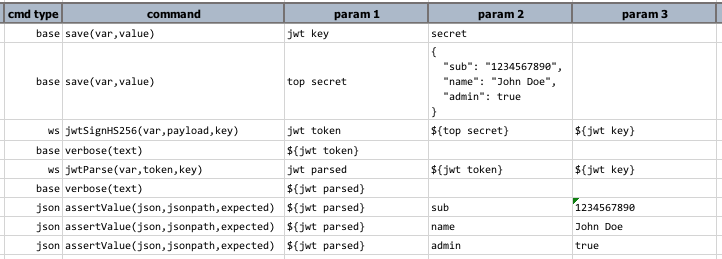 cmd type command param 1 param 2 param 3
base save(var,value) jwt key secret
base save(var,value) top secret {
"sub": "1234567890",
"name": "John Doe",
"admin": true
}
ws jwtSignHS256(var,payload,key) jwt token ${top secret} ${jwt key}
base verbose(text) ${jwt token}
ws jwtParse(var,token,key) jwt parsed ${jwt token} ${jwt key}
base verbose(text) ${jwt parsed}
json assertValue(json,jsonpath,expected) ${jwt parsed} sub 1234567890
json assertValue(json,jsonpath,expected) ${jwt parsed} name John Doe
json assertValue(json,jsonpath,expected) ${jwt parsed} admin true